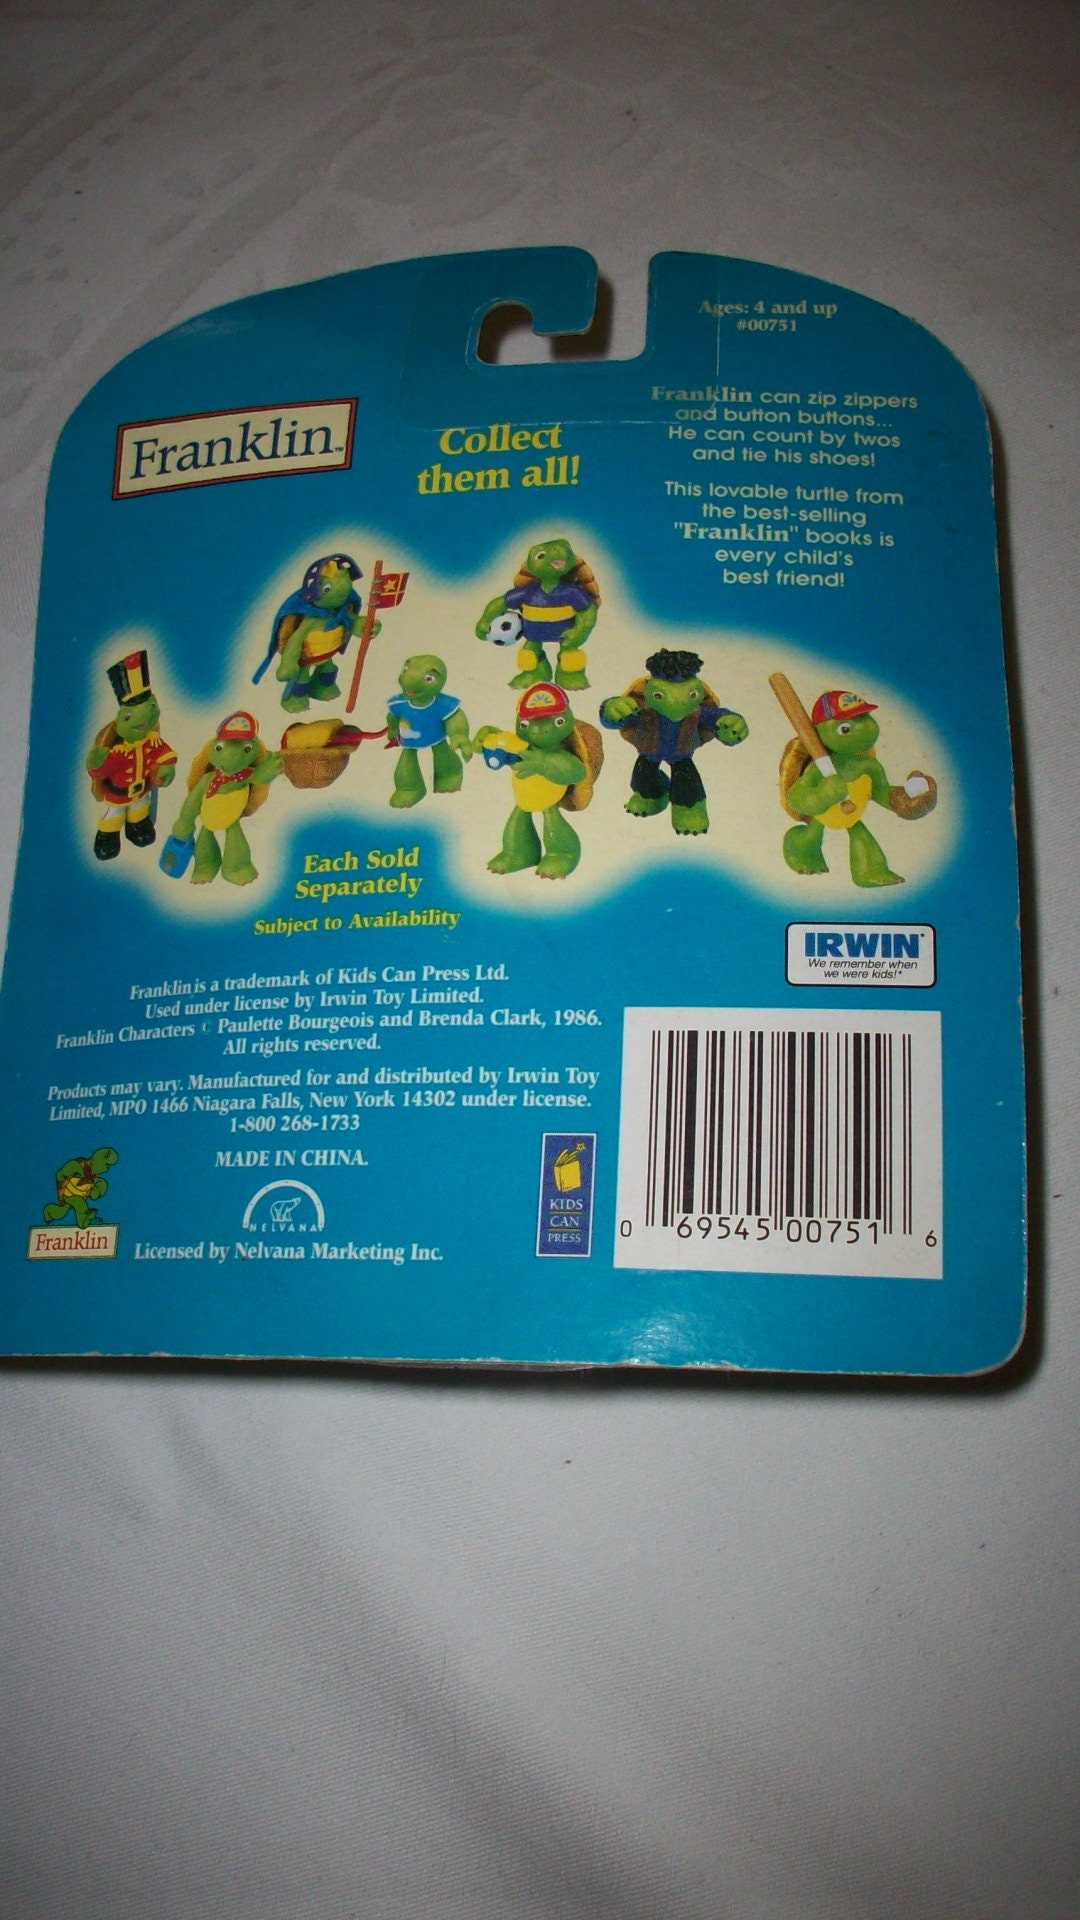 Ages: 4 and up
#00751
Franklin™
Collect
them all!
Franklin can zip zippers
and button buttons...
He can count by twos
and tie his shoes!
This lovable turtle from
the best-selling
"Franklin" books is
every child's
best friend!
Each Sold
Separately
Subject to Availability
IRWIN*
We remember when
we were kids!*
Franklin is a trademark of Kids Can Press Ltd.
Used under license by Irwin Toy Limited.
Franklin Characters © Paulette Bourgeois and Brenda Clark, 1986.
All rights reserved.
Products may vary. Manufactured for and distributed by Irwin Toy
Limited, MPO 1466 Niagara Falls, New York 14302 under license.
1-800 268-1733
MADE IN CHINA.
Franklin
NELVANA
Licensed by Nelvana Marketing Inc.
KIDS
CAN
PRESS
0 69545 00751 6